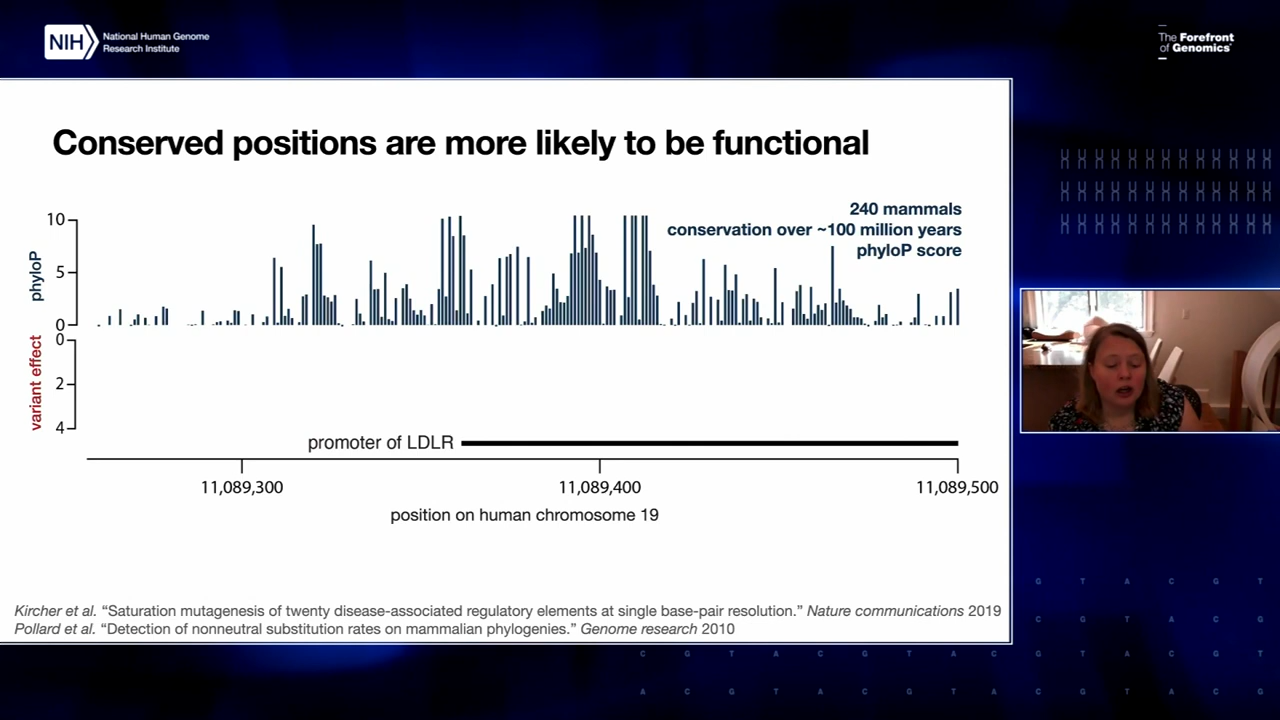 NIH
National Human Genome
Research Institute
The Forefront
of Genomics®
Conserved positions are more likely to be functional
240 mammals
conservation over ~100 million years
phyloP score
phyloP
10
5
0
variant effect
0
2
4
promoter of LDLR
11,089,300
11,089,400
11,089,500
position on human chromosome 19
Kircher et al. “Saturation mutagenesis of twenty disease-associated regulatory elements at single base-pair resolution.” Nature communications 2019
Pollard et al. “Detection of nonneutral substitution rates on mammalian phylogenies.” Genome research 2010
G T A C G T
C G T A C G
C G T A C G T A C G T A C G T
A C G T A C G T A C G T A C G